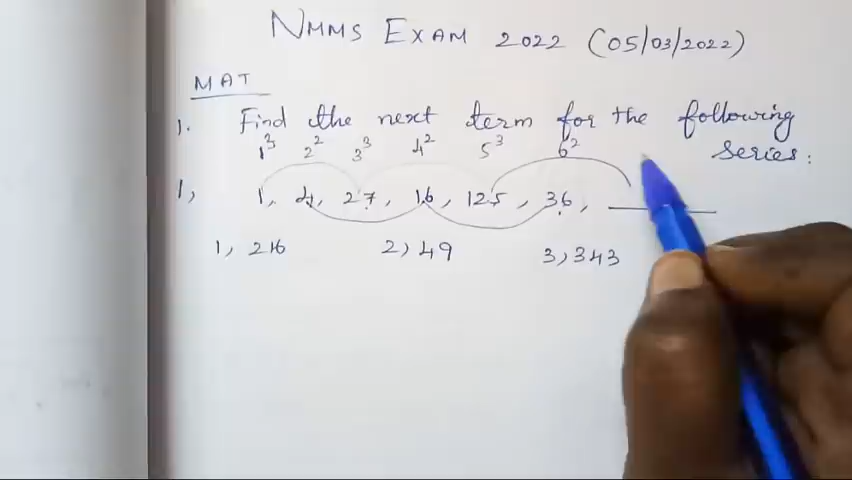 NMMS EXAM 2022 (05/03/2022)
MAT
1. Find the next term for the following
series:
1³ 2² 3³ 4² 5³ 6²
1, 1, 4, 27, 16, 125, 36, ____
1, 216 2) 49 3, 343